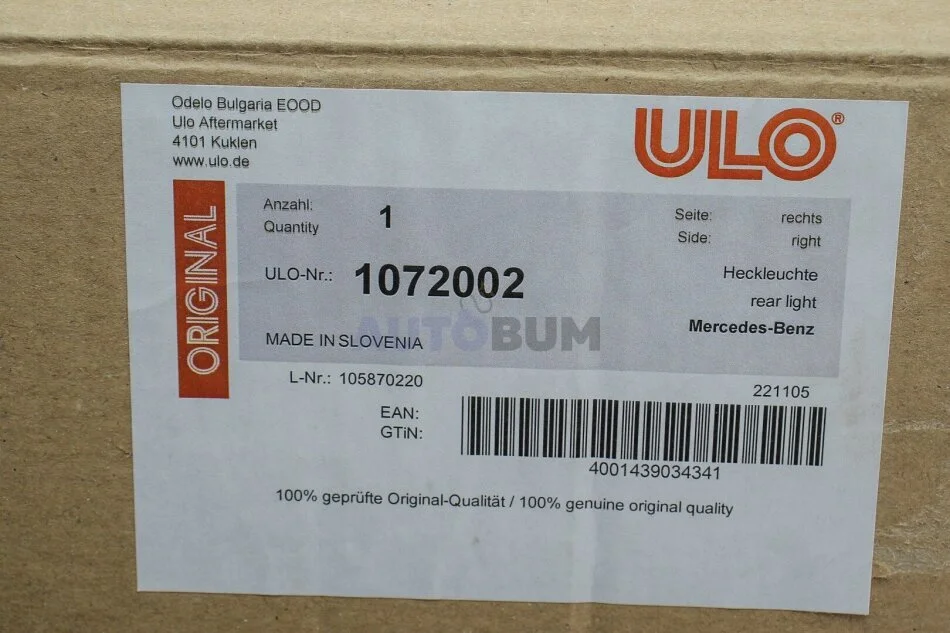 Odelo Bulgaria EOOD
Ulo Aftermarket
4101 Kuklen
www.ulo.de
ULO®
ORIGINAL
Anzahl:
Quantity
1
Seite: rechts
Side: right
ULO-Nr.: 1072002
Heckleuchte
rear light
Mercedes-Benz
AUTOBUM
MADE IN SLOVENIA
L-Nr.: 105870220
221105
EAN:
GTiN:
4001439034341
100% geprüfte Original-Qualität / 100% genuine original quality